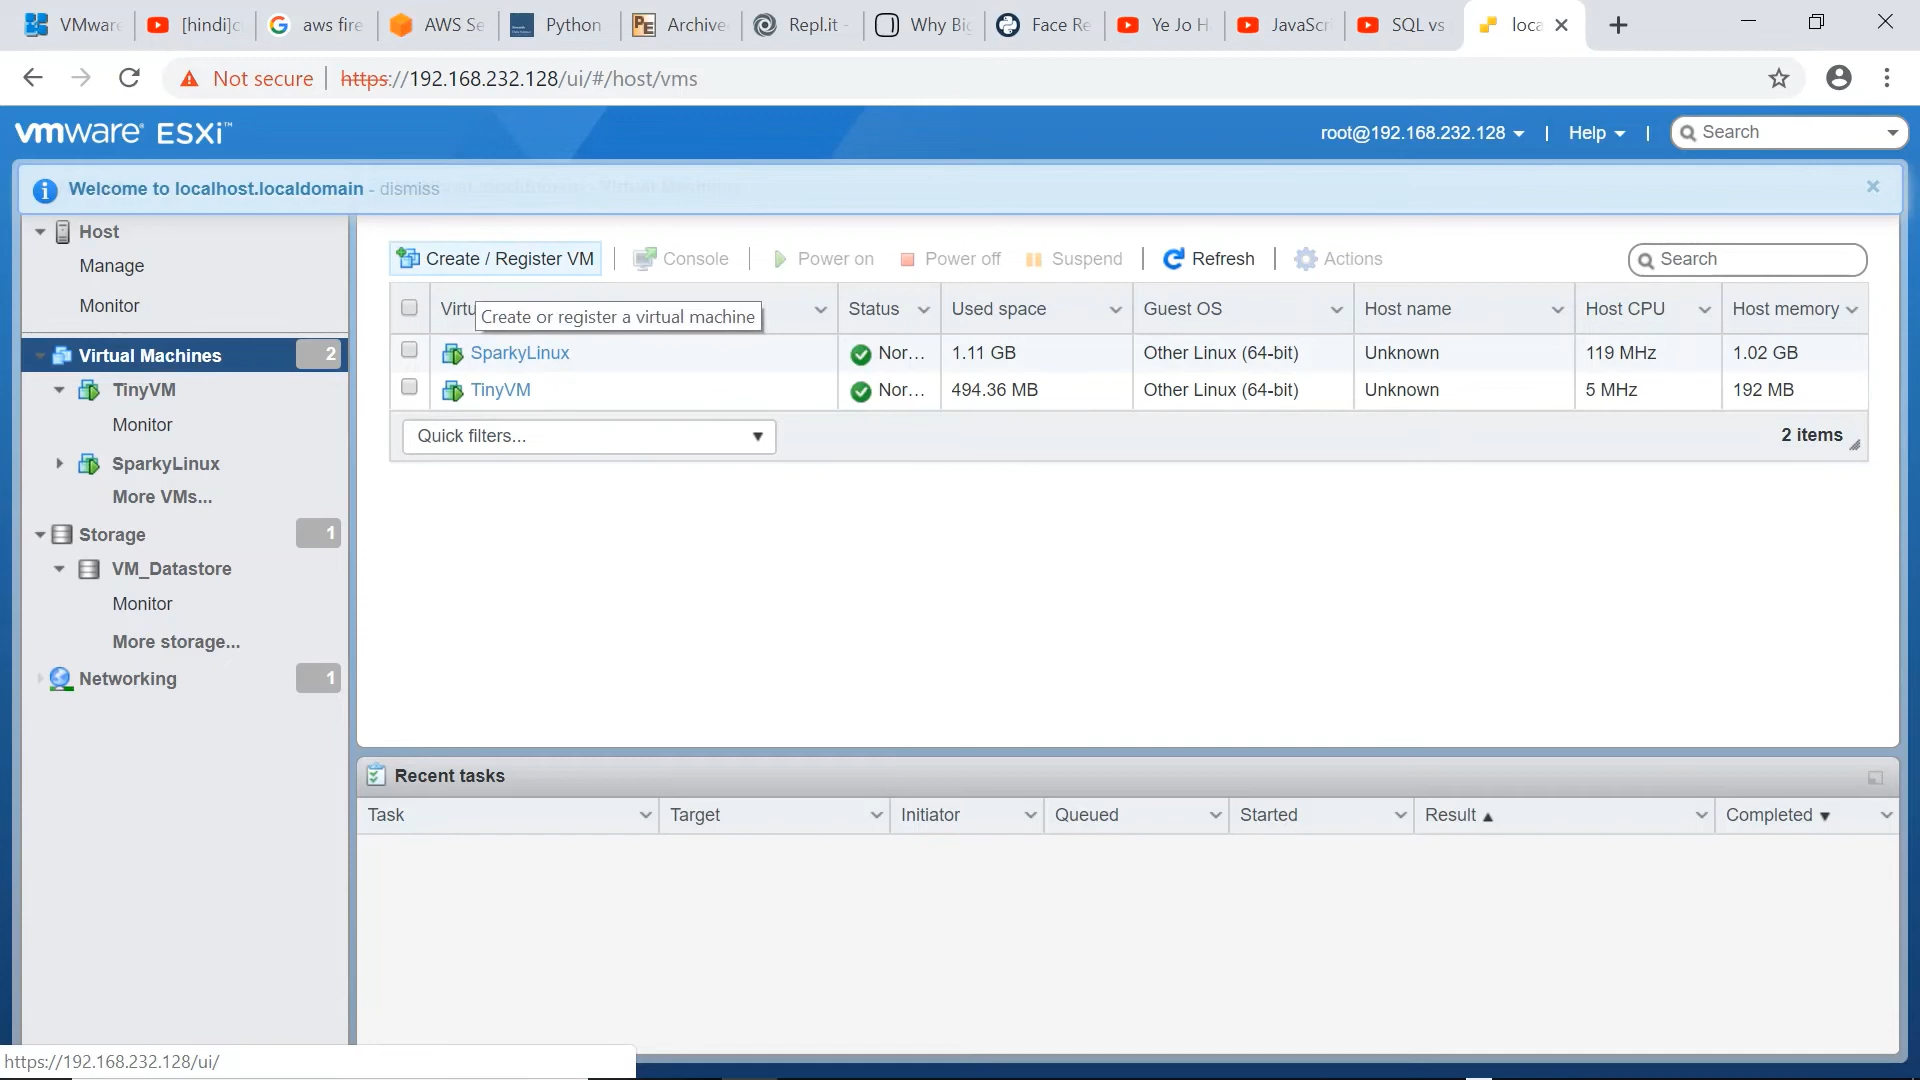 VMware
[hindi]c
aws fire
AWS Se
Python
Archive
Repl.it -
Why Big
Face Re
Ye Jo H
JavaScri
SQL vs
loca
Not secure https://192.168.232.128/ui/#/host/vms
vmware ESXi™
root@192.168.232.128 | Help | Search
Welcome to localhost.localdomain - dismiss
Host
Manage
Monitor
Virtual Machines 2
TinyVM
Monitor
SparkyLinux
More VMs...
Storage 1
VM_Datastore
Monitor
More storage...
Networking 1
Create / Register VM | Console | Power on Power off Suspend | Refresh | Actions Search
Virtu Status Used space Guest OS Host name Host CPU Host memory
Create or register a virtual machine
SparkyLinux Nor... 1.11 GB Other Linux (64-bit) Unknown 119 MHz 1.02 GB
TinyVM Nor... 494.36 MB Other Linux (64-bit) Unknown 5 MHz 192 MB
Quick filters... 2 items
Recent tasks
Task Target Initiator Queued Started Result ▲ Completed ▼
https://192.168.232.128/ui/